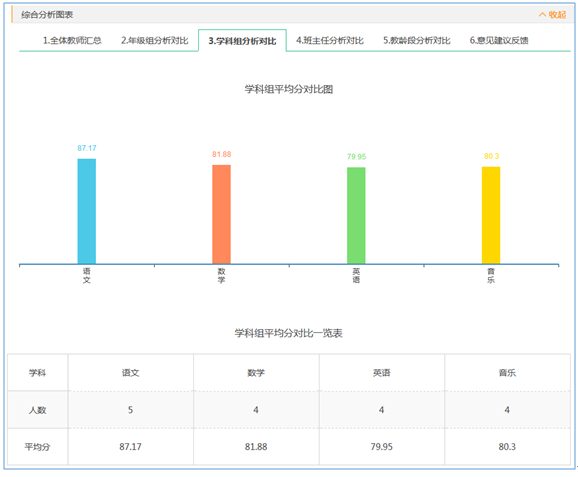 综合分析图表 收起
1.全体教师汇总 2.年级组分析对比 3.学科组分析对比 4.班主任分析对比 5.教龄段分析对比 6.意见建议反馈
学科组平均分对比图
87.17 81.88 79.95 80.3
语文 数学 英语 音乐
学科组平均分对比一览表
学科 语文 数学 英语 音乐
人数 5 4 4 4
平均分 87.17 81.88 79.95 80.3